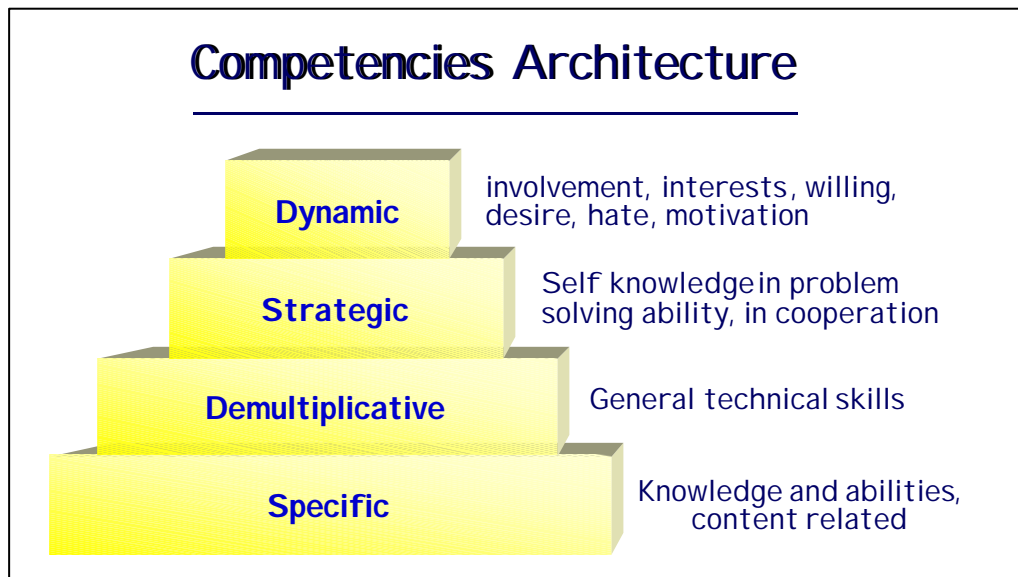 Competencies Architecture
Dynamic
involvement, interests, willing,
desire, hate, motivation
Strategic
Self knowledge in problem
solving ability, in cooperation
Demultiplicative
General technical skills
Specific
Knowledge and abilities,
content related